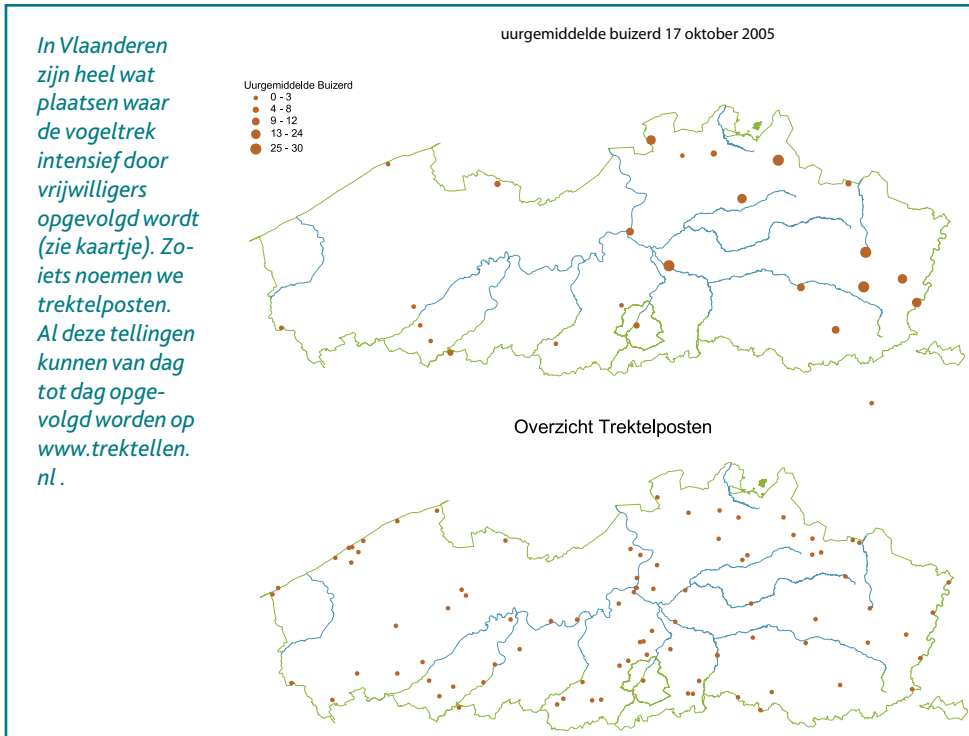 In Vlaanderen
zijn heel wat
plaatsen waar
de vogeltrek
intensief door
vrijwilligers
opgevolgd wordt
(zie kaartje). Zo-
iets noemen we
trektelposten.
Al deze tellingen
kunnen van dag
tot dag opge-
volgd worden op
www.trektellen.
nl .
uurgemiddelde buizerd 17 oktober 2005
Uurgemiddelde Buizerd
0 - 3
4 - 8
9 - 12
13 - 24
25 - 30
Overzicht Trektelposten